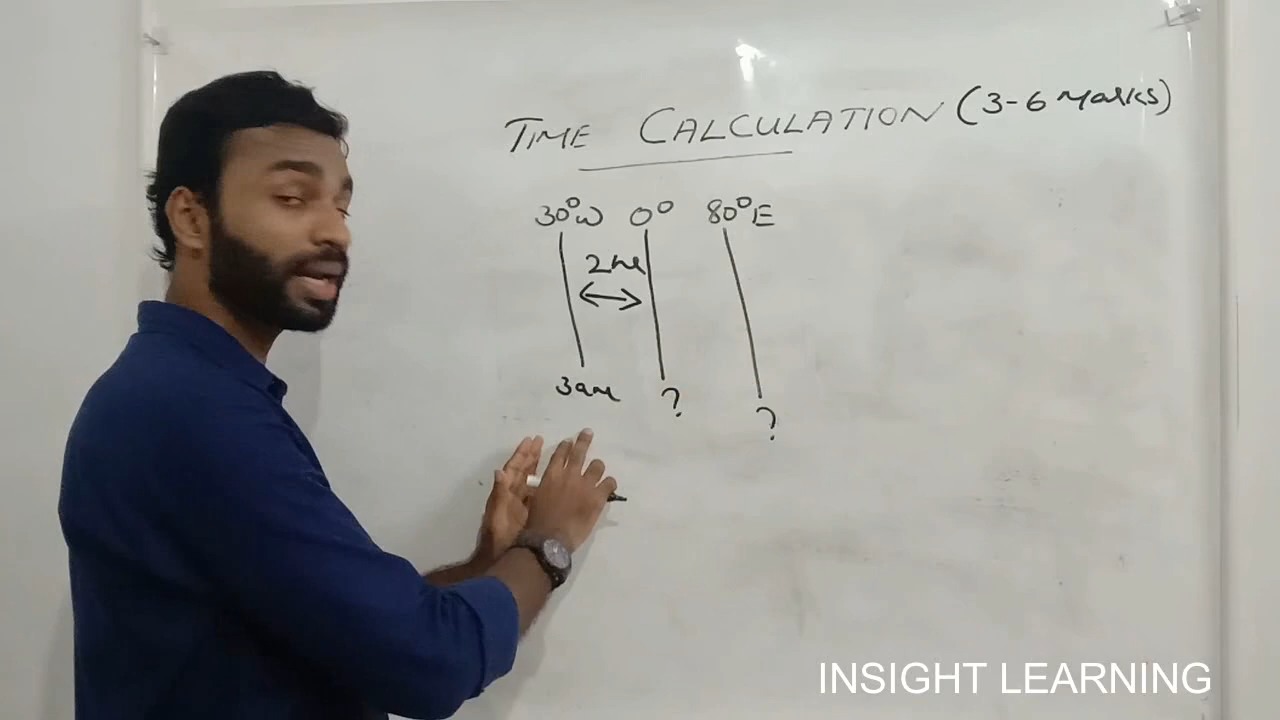 TIME CALCULATION (3-6 Marks)
30°W 0° 80°E
2hr
3am ? ?
INSIGHT LEARNING